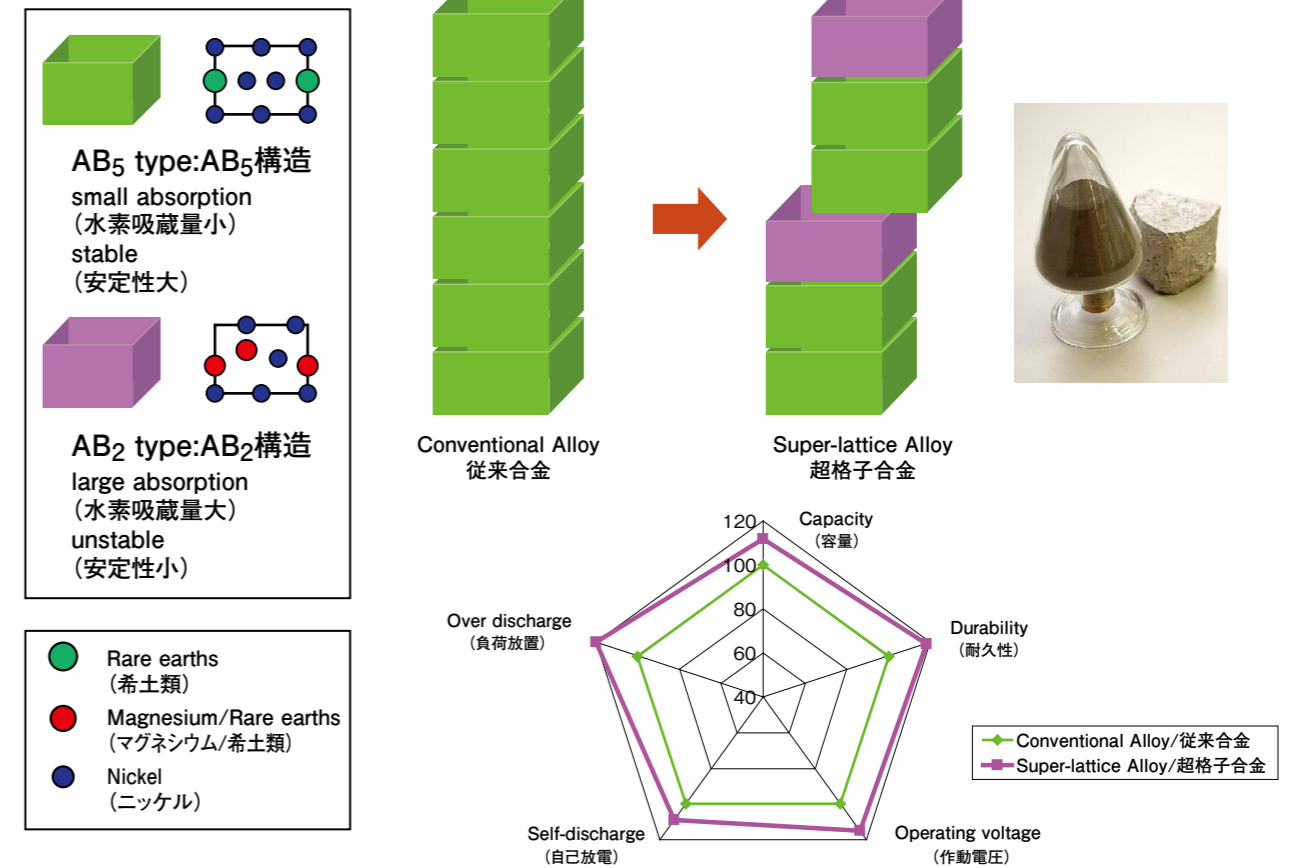 AB5 type:AB5構造
small absorption
（水素吸蔵量小）
stable
（安定性大）
AB2 type:AB2構造
large absorption
（水素吸蔵量大）
unstable
（安定性小）
Rare earths
（希土類）
Magnesium/Rare earths
（マグネシウム/希土類）
Nickel
（ニッケル）
Conventional Alloy
従来合金
Super-lattice Alloy
超格子合金
120
100
80
60
40
Capacity
（容量）
Durability
（耐久性）
Operating voltage
（作動電圧）
Self-discharge
（自己放電）
Over discharge
（負荷放置）
Conventional Alloy/従来合金
Super-lattice Alloy/超格子合金